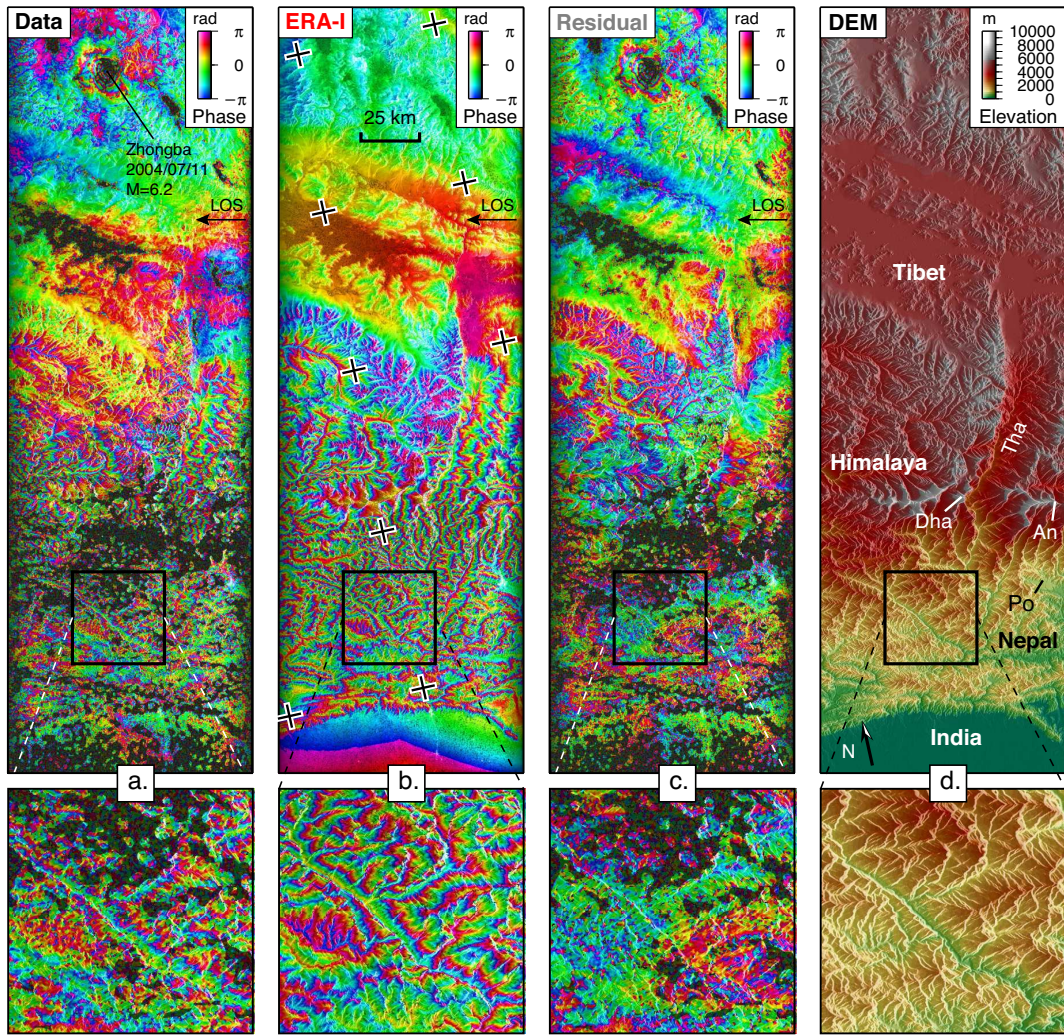 Data
rad
π
0
−π
Phase
Zhongba
2004/07/11
M=6.2
LOS
a.
ERA-I
rad
π
0
−π
Phase
25 km
LOS
b.
Residual
rad
π
0
−π
Phase
c.
DEM
m
10000
8000
6000
4000
2000
0
Elevation
Tibet
Tha
Himalaya
Dha
An
Po
Nepal
N
India
d.